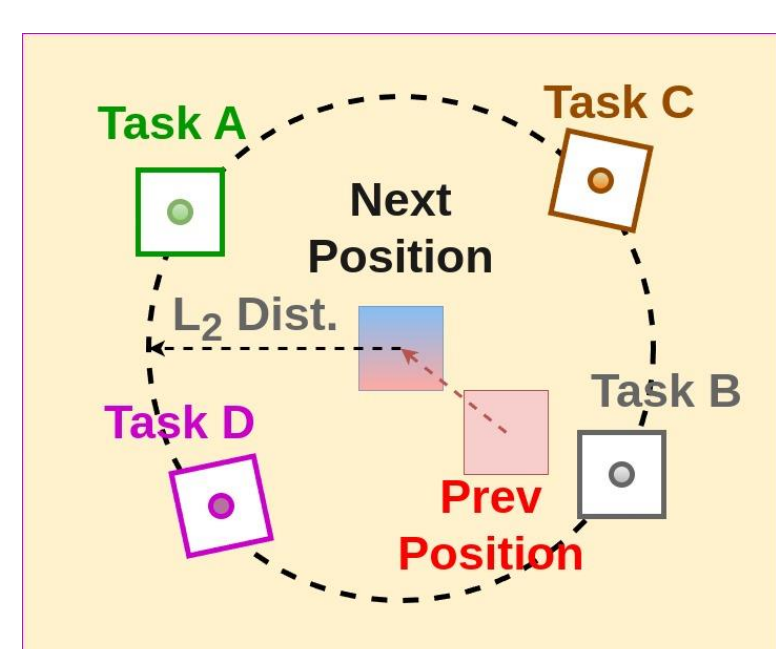 Task C
Task A
Next
Position
L₂ Dist.
Task B
Task D
Prev
Position